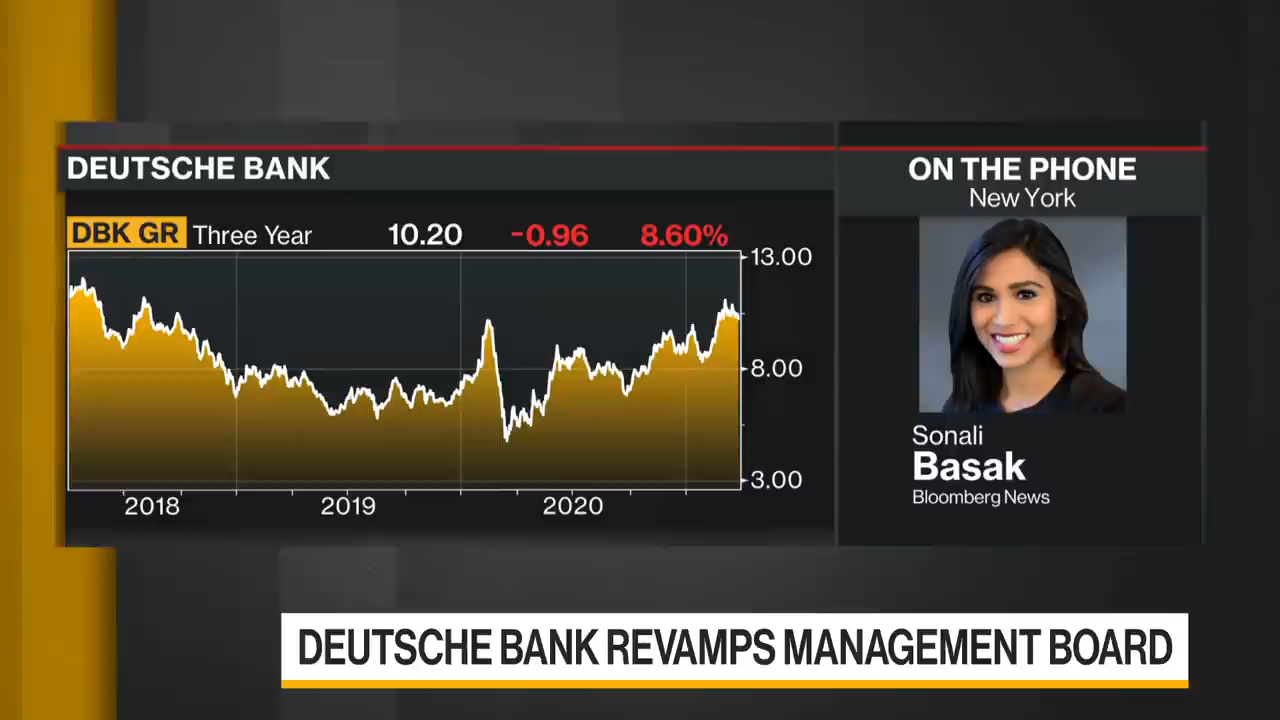 DEUTSCHE BANK
DBK GR Three Year 10.20 -0.96 8.60%
13.00
8.00
3.00
2018 2019 2020
ON THE PHONE
New York
Sonali
Basak
Bloomberg News
DEUTSCHE BANK REVAMPS MANAGEMENT BOARD